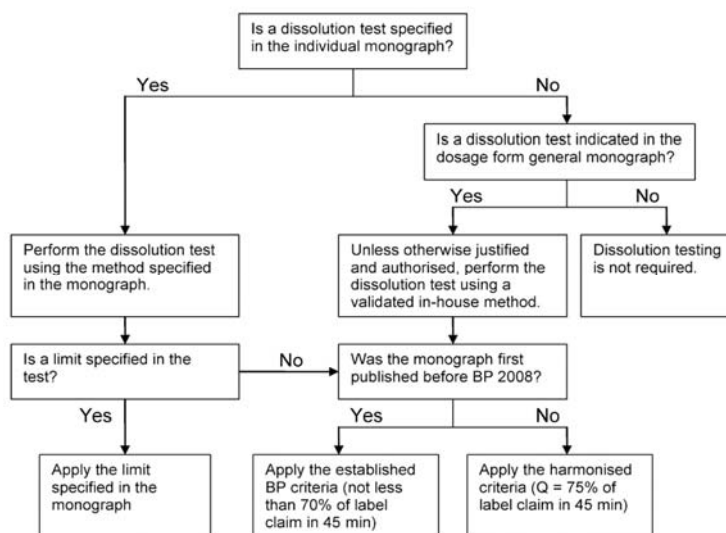 Is a dissolution test specified
in the individual monograph?
Yes
No
Is a dissolution test indicated in the
dosage form general monograph?
Yes
No
Perform the dissolution test
using the method specified
in the monograph.
Unless otherwise justified
and authorised, perform the
dissolution test using a
validated in-house method.
Dissolution testing
is not required.
Is a limit specified in the
test?
No
Was the monograph first
published before BP 2008?
Yes
Yes
No
Apply the limit
specified in the
monograph
Apply the established
BP criteria (not less
than 70% of label
claim in 45 min)
Apply the harmonised
criteria (Q = 75% of
label claim in 45 min)